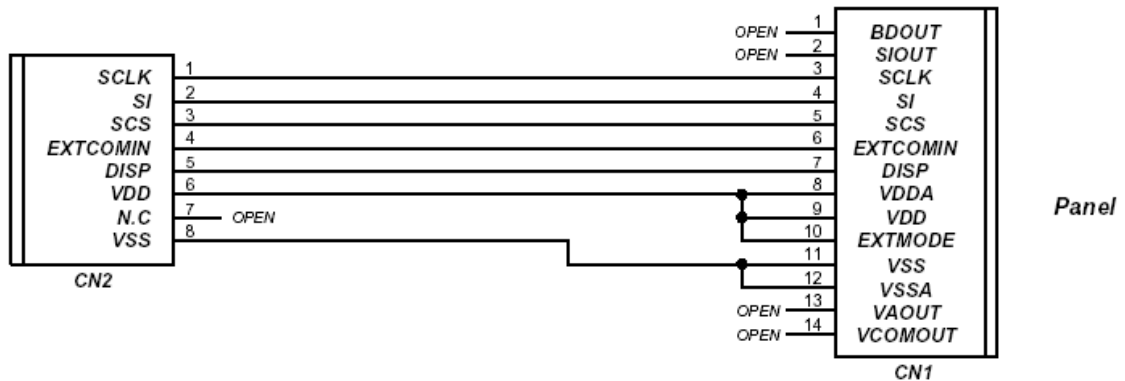 OPEN 1 BDOUT
OPEN 2 SIOUT
SCLK 1 3 SCLK
SI 2 4 SI
SCS 3 5 SCS
EXTCOMIN 4 6 EXTCOMIN
DISP 5 7 DISP
VDD 6 8 VDDA
N.C 7 OPEN 9 VDD
VSS 8 10 EXTMODE
11 VSS
12 VSSA
OPEN 13 VAOUT
OPEN 14 VCOMOUT
CN2
CN1
Panel